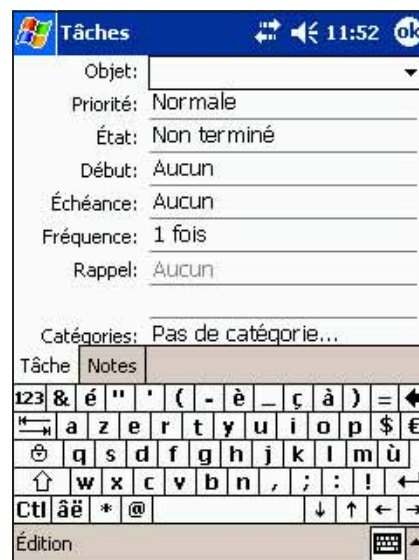 Tâches 11:52 ok
Objet:
Priorité: Normale
État: Non terminé
Début: Aucun
Échéance: Aucun
Fréquence: 1 fois
Rappel: Aucun
Catégories: Pas de catégorie...
Tâche Notes
123 & é " ' ( - è _ ç à ) =
a z e r t y u i o p $ €
q s d f g h j k l m ù
w x c v b n , ; : !
Ctl âë * @ ↓ ↑ ← →
Édition